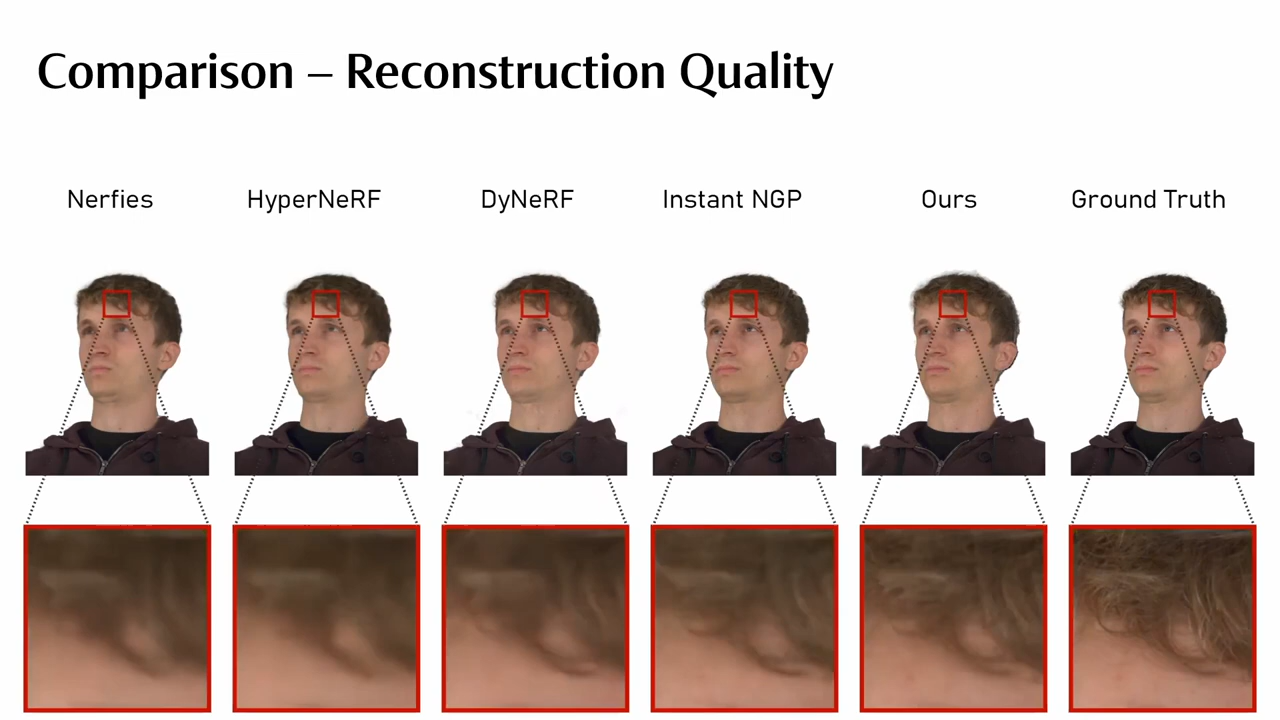 Comparison – Reconstruction Quality
Nerfies HyperNeRF DyNeRF Instant NGP Ours Ground Truth